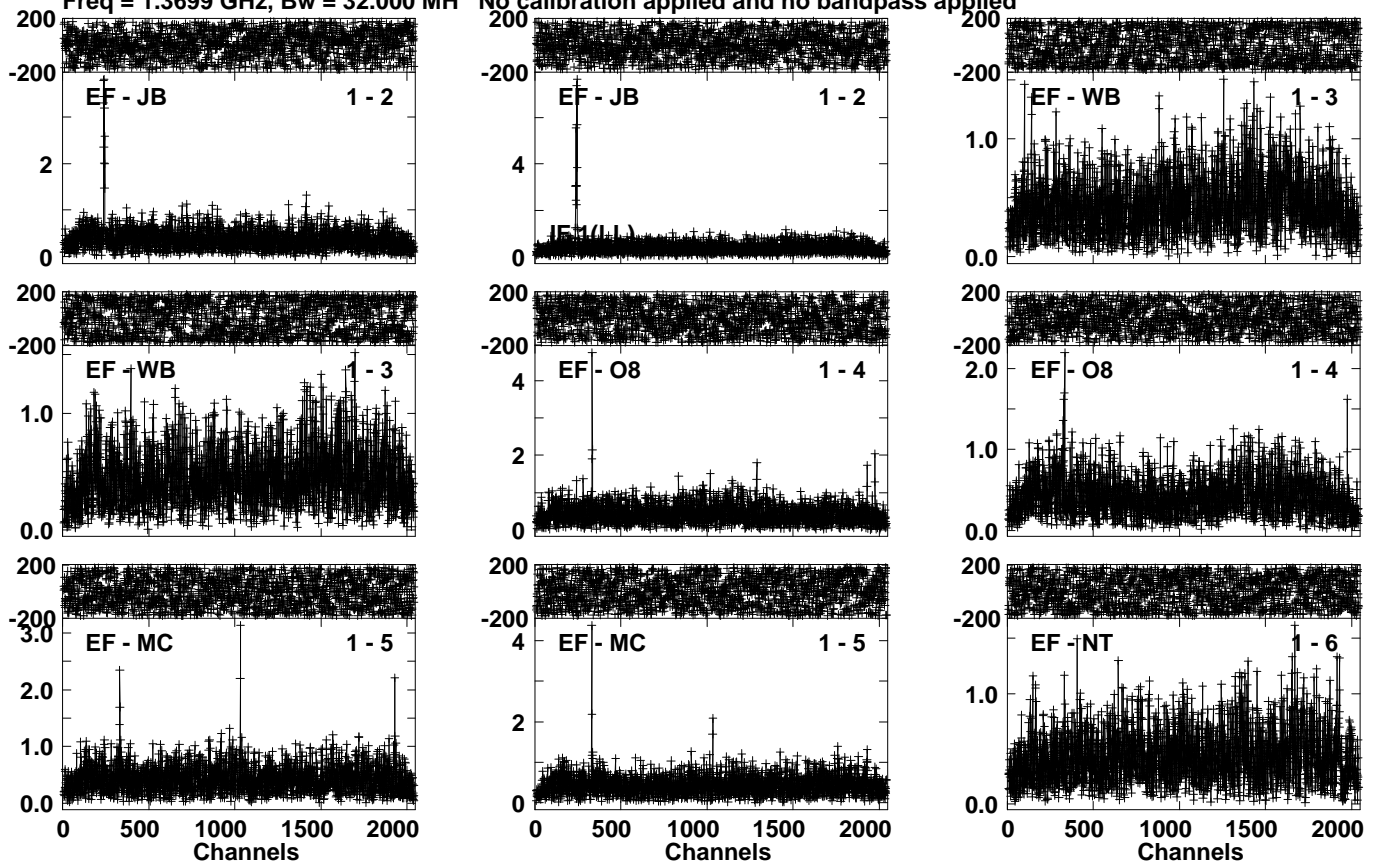 Freq = 1.3699 GHz, Bw = 32.000 MH No calibration applied and no bandpass applied
200 200 200
-200 -200 -200
EF - JB 1 - 2 EF - JB 1 - 2 EF - WB 1 - 3
2 4 1.0
IF 1(LL)
0 0 0.0
200 200 200
-200 -200 -200
EF - WB 1 - 3 EF - O8 1 - 4 EF - O8 1 - 4
4 2.0
1.0 2 1.0
0.0 0 0.0
200 200 200
-200 -200 -200
3.0 EF - MC 1 - 5 4 EF - MC 1 - 5 EF - NT 1 - 6
2.0 2 1.0
1.0
0.0 0 0.0
0 500 1000 1500 2000 0 500 1000 1500 2000 0 500 1000 1500 2000
Channels Channels Channels